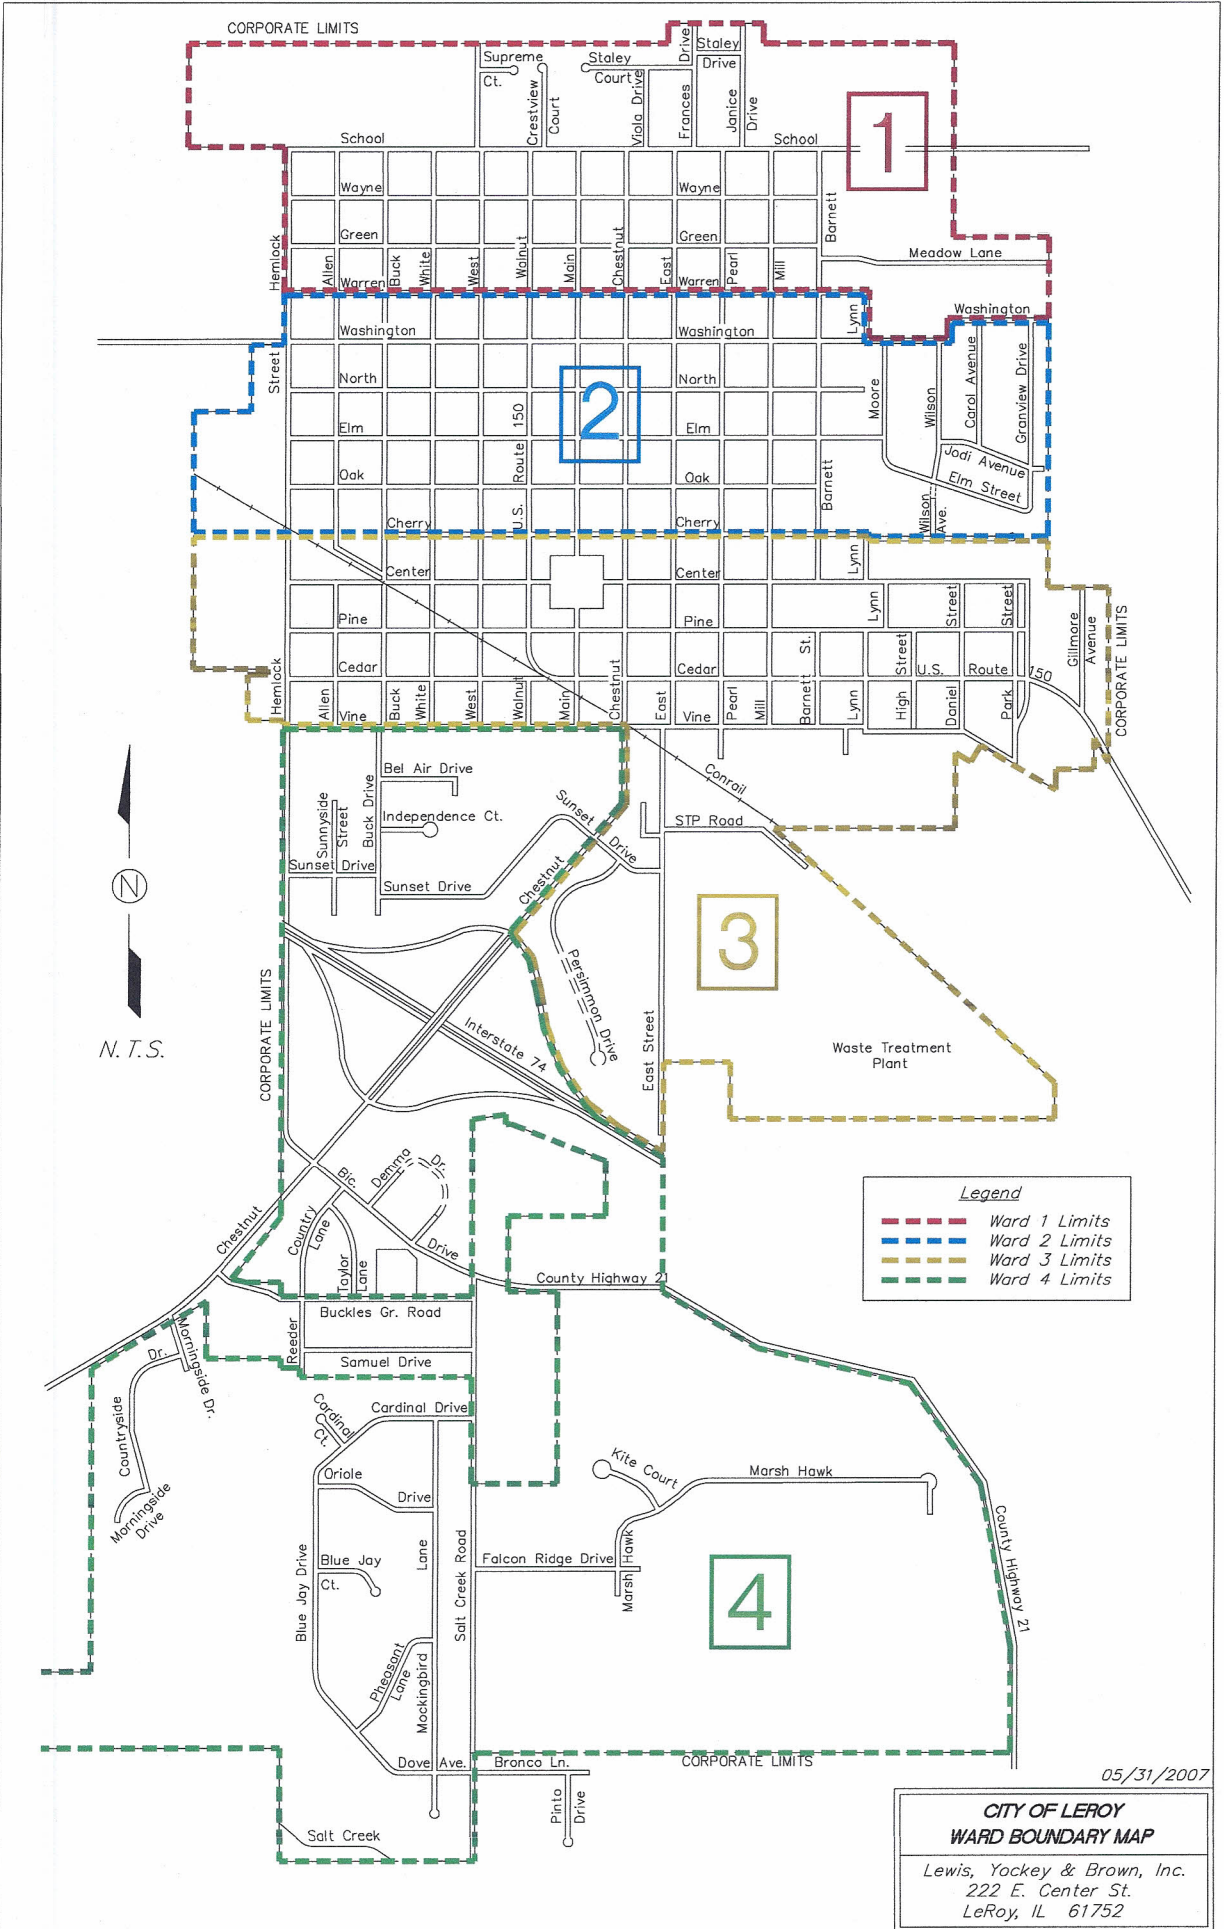 CORPORATE LIMITS
Supreme
Ct.
Crestview
Court
Staley
Court
Viola Drive
Frances
Drive
Staley
Drive
Janice
Drive
1
School
School
Wayne
Wayne
Green
Green
Barnett
Meadow Lane
Hemlock
Street
Allen
Warren
Buck
White
West
Walnut
Main
Chestnut
East
Warren
Pearl
Mill
Washington
Washington
Washington
Lynn
North
North
2
Elm
Elm
U.S. Route 150
Oak
Oak
Moore
Wilson
Carol Avenue
Granview Drive
Jodi Avenue
Elm Street
Barnett
Wilson
Ave.
Cherry
Cherry
Center
Center
Lynn
Pine
Pine
Lynn
Street
Street
Gillmore
Avenue
CORPORATE LIMITS
Cedar
Cedar
Barnett St.
High Street
U.S. Route 150
Hemlock
Allen
Vine
Buck
White
West
Walnut
Main
Chestnut
East
Vine
Pearl
Mill
Lynn
Daniel
Park
Bel Air Drive
Conrail
Sunnyside
Street
Buck Drive
Independence Ct.
Sunset Drive
STP Road
Sunset Drive
Sunset Drive
Chestnut
3
N
N.T.S.
CORPORATE LIMITS
Persimmon Drive
Interstate 74
East Street
Waste Treatment
Plant
Bic. Drive
Demma Dr.
Chestnut
Country
Lane
Taylor
Lane
County Highway 21
Legend
Ward 1 Limits
Ward 2 Limits
Ward 3 Limits
Ward 4 Limits
Buckles Gr. Road
Reeder
Samuel Drive
Morningside Dr.
Countryside Dr.
Morningside
Drive
Cardinal
Ct.
Cardinal Drive
Oriole
Drive
Kite Court
Marsh Hawk
Blue Jay Drive
Blue Jay
Ct.
Mockingbird Lane
Salt Creek Road
Falcon Ridge Drive
Marsh Hawk
County Highway 21
4
Pheasant
Lane
Dove Ave.
Bronco Ln.
CORPORATE LIMITS
Pinto
Drive
Salt Creek
05/31/2007
CITY OF LEROY
WARD BOUNDARY MAP
Lewis, Yockey & Brown, Inc.
222 E. Center St.
LeRoy, IL 61752